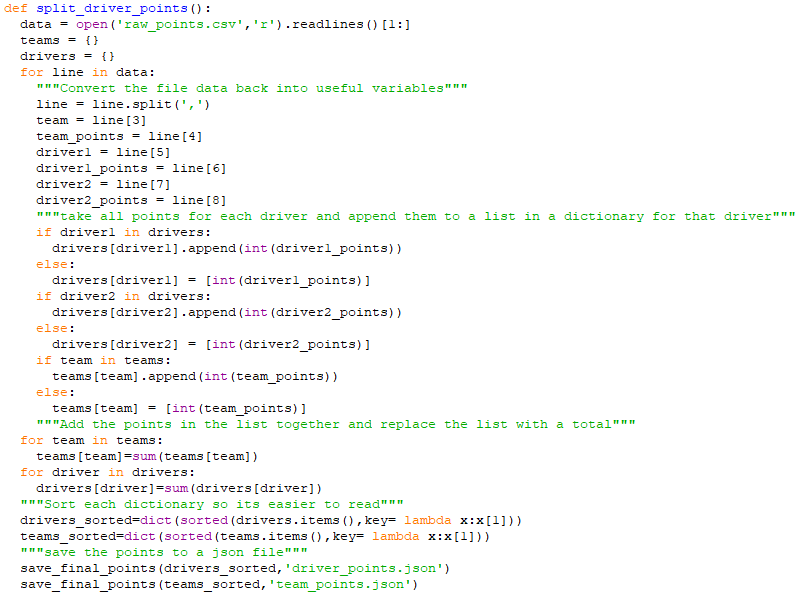 def split_driver_points():
  data = open('raw_points.csv','r').readlines()[1:]
  teams = {}
  drivers = {}
  for line in data:
    """Convert the file data back into useful variables"""
    line = line.split(',')
    team = line[3]
    team_points = line[4]
    driver1 = line[5]
    driver1_points = line[6]
    driver2 = line[7]
    driver2_points = line[8]
    """take all points for each driver and append them to a list in a dictionary for that driver"""
    if driver1 in drivers:
      drivers[driver1].append(int(driver1_points))
    else:
      drivers[driver1] = [int(driver1_points)]
    if driver2 in drivers:
      drivers[driver2].append(int(driver2_points))
    else:
      drivers[driver2] = [int(driver2_points)]
    if team in teams:
      teams[team].append(int(team_points))
    else:
      teams[team] = [int(team_points)]
    """Add the points in the list together and replace the list with a total"""
  for team in teams:
    teams[team]=sum(teams[team])
  for driver in drivers:
    drivers[driver]=sum(drivers[driver])
  """Sort each dictionary so its easier to read"""
  drivers_sorted=dict(sorted(drivers.items(),key= lambda x:x[1]))
  teams_sorted=dict(sorted(teams.items(),key= lambda x:x[1]))
  """save the points to a json file"""
  save_final_points(drivers_sorted,'driver_points.json')
  save_final_points(teams_sorted,'team_points.json')